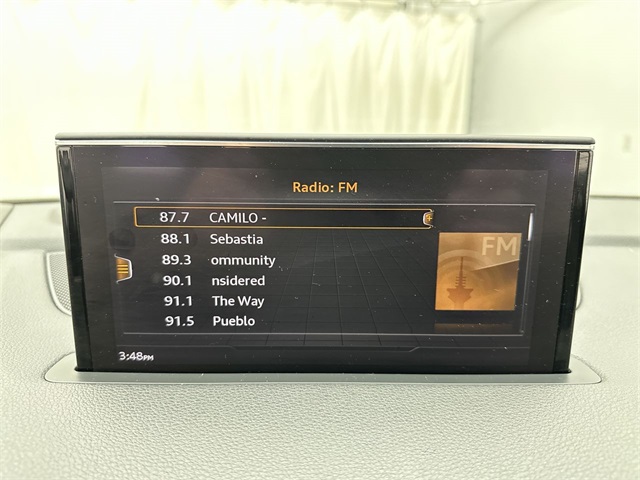 Radio: FM
87.7 CAMILO -
88.1 Sebastia
89.3 ommunity
90.1 nsidered
91.1 The Way
91.5 Pueblo
FM
3:48PM